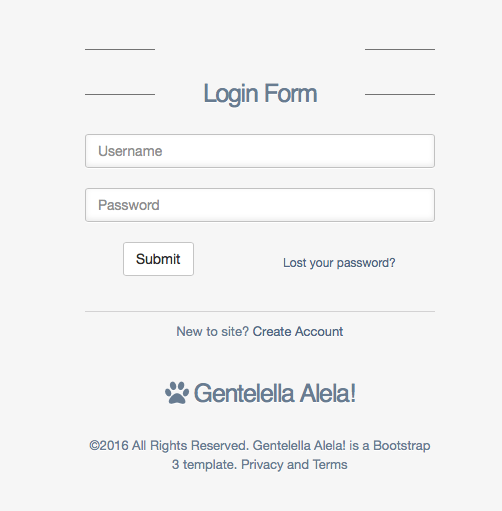 Login Form
Username
Password
Submit
Lost your password?
New to site? Create Account
Gentelella Alela!
©2016 All Rights Reserved. Gentelella Alela! is a Bootstrap
3 template. Privacy and Terms